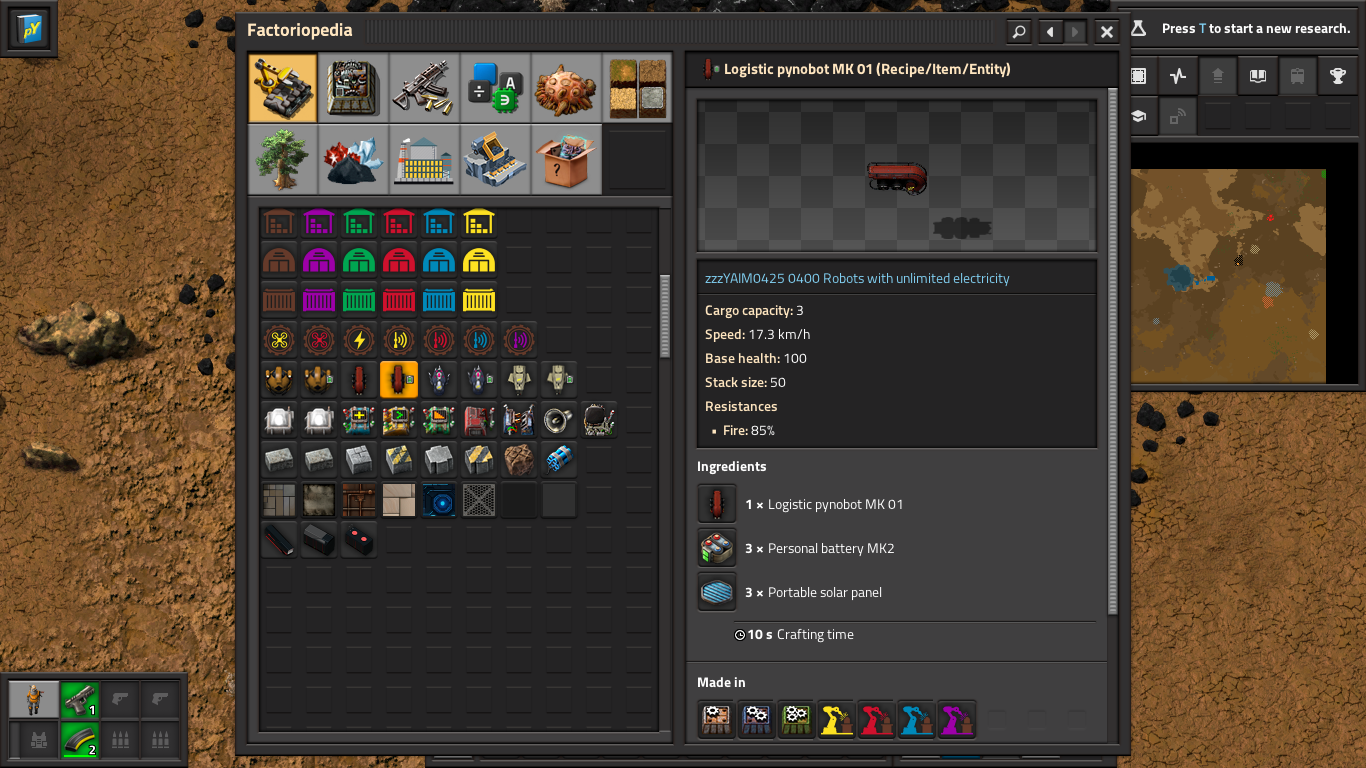 pY
Factoriopedia
Press T to start a new research.
A
?
Logistic pynobot MK 01 (Recipe/Item/Entity)
zzzYAIM0425 0400 Robots with unlimited electricity
Cargo capacity: 3
Speed: 17.3 km/h
Base health: 100
Stack size: 50
Resistances
• Fire: 85%
Ingredients
1 × Logistic pynobot MK 01
3 × Personal battery MK2
3 × Portable solar panel
10 s Crafting time
Made in
1
2